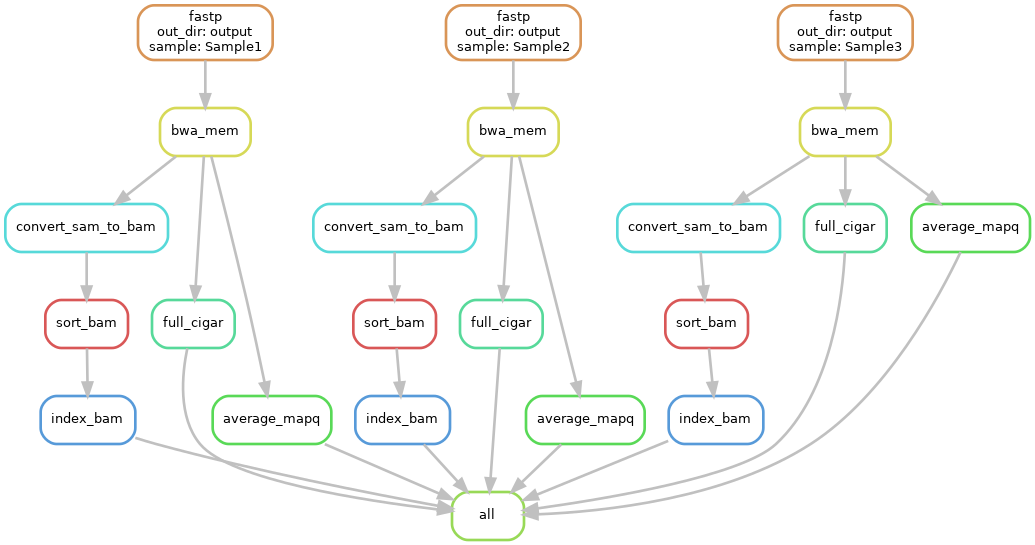 fastp
out_dir: output
sample: Sample1
fastp
out_dir: output
sample: Sample2
fastp
out_dir: output
sample: Sample3
bwa_mem
bwa_mem
bwa_mem
convert_sam_to_bam
convert_sam_to_bam
convert_sam_to_bam
full_cigar
average_mapq
sort_bam
full_cigar
sort_bam
full_cigar
sort_bam
index_bam
average_mapq
index_bam
average_mapq
index_bam
all